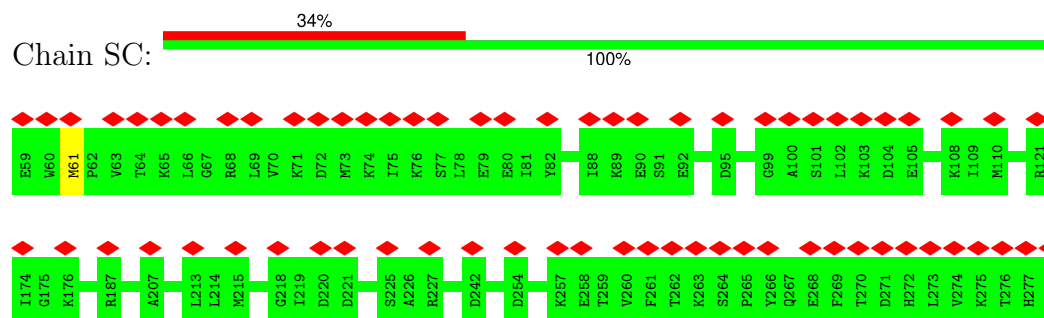 34%
Chain SC:
100%
E59 W60 M61 P62 V63 T64 K65 L66 G67 R68 L69 V70 K71 D72 M73 K74 I75 K76 S77 L78 E79 E80 I81 Y82 I88 K89 E90 S91 E92 D95 G99 A100 S101 L102 K103 D104 E105 K108 I109 M110 R121
I174 G175 K176 R187 A207 L213 L214 M215 G218 I219 D220 D221 S225 A226 R227 D242 D254 K257 E258 T259 V260 F261 T262 K263 S264 P265 Y266 Q267 E268 F269 T270 D271 H272 L273 V274 K275 T276 H277